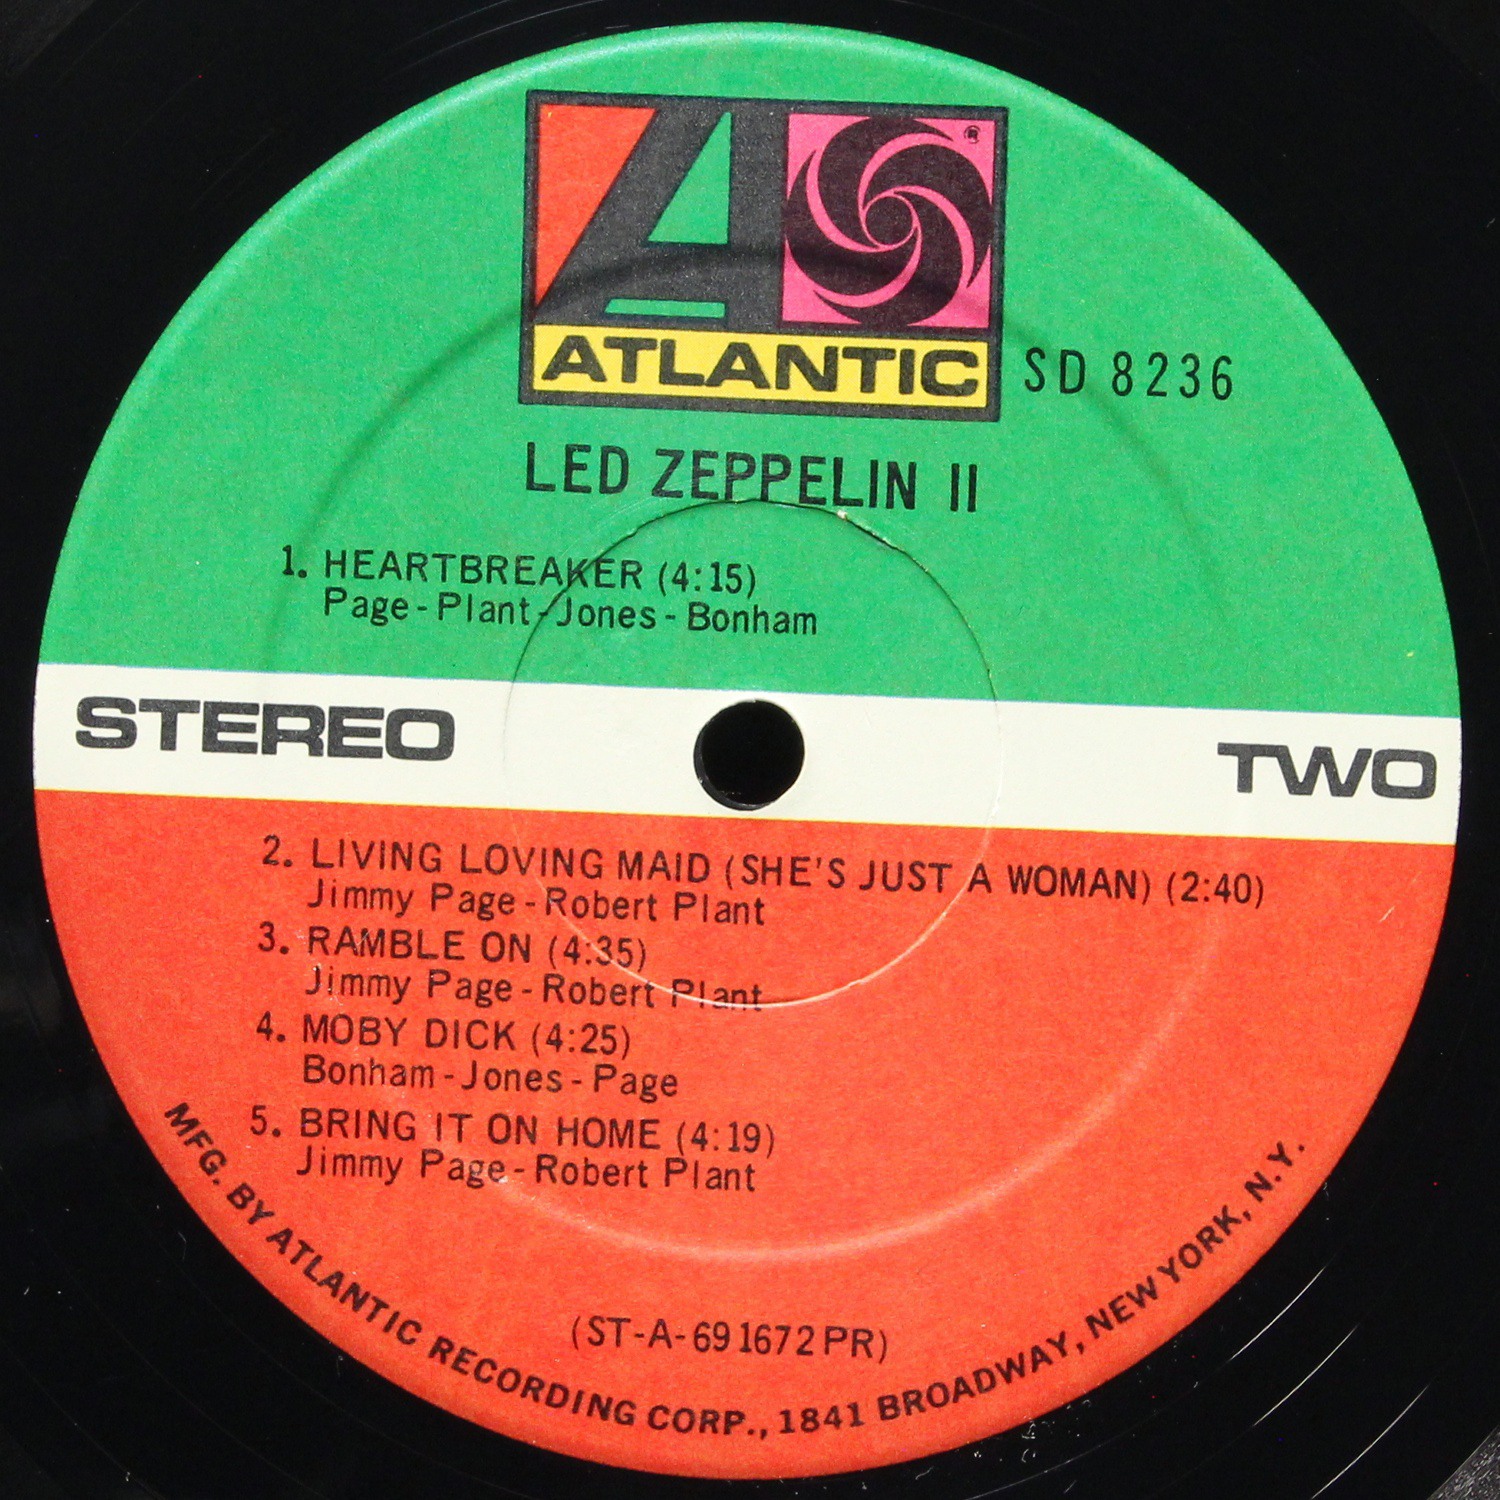 ATLANTIC
SD 8236
LED ZEPPELIN II
1. HEARTBREAKER (4:15)
Page - Plant - Jones - Bonham
STEREO
TWO
2. LIVING LOVING MAID (SHE'S JUST A WOMAN) (2:40)
Jimmy Page - Robert Plant
3. RAMBLE ON (4:35)
Jimmy Page - Robert Plant
4. MOBY DICK (4:25)
Bonham - Jones - Page
5. BRING IT ON HOME (4:19)
Jimmy Page - Robert Plant
(ST-A-691672PR)
MFG. BY ATLANTIC RECORDING CORP., 1841 BROADWAY, NEW YORK, N.Y.